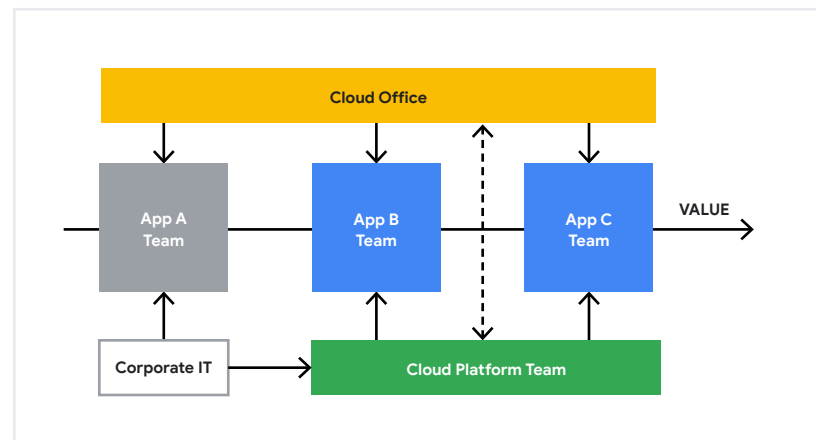 Cloud Office
App A
Team
App B
Team
App C
Team
VALUE
Corporate IT
Cloud Platform Team